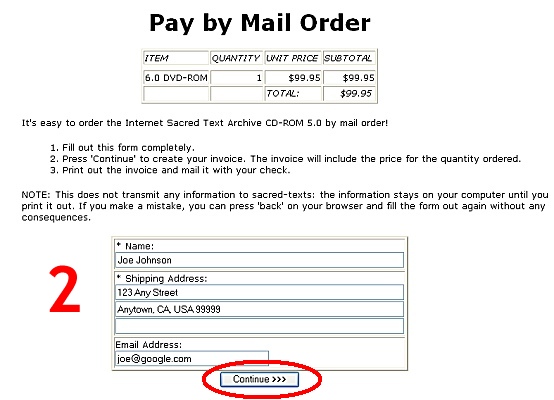 Pay by Mail Order
ITEM QUANTITY UNIT PRICE SUBTOTAL
6.0 DVD-ROM 1 $99.95 $99.95
TOTAL: $99.95
It's easy to order the Internet Sacred Text Archive CD-ROM 5.0 by mail order!
1. Fill out this form completely.
2. Press 'Continue' to create your invoice. The invoice will include the price for the quantity ordered.
3. Print out the invoice and mail it with your check.
NOTE: This does not transmit any information to sacred-texts: the information stays on your computer until you
print it out. If you make a mistake, you can press 'back' on your browser and fill the form out again without any
consequences.
2
* Name:
Joe Johnson
* Shipping Address:
123 Any Street
Anytown, CA, USA 99999
Email Address:
joe@google.com
Continue >>>